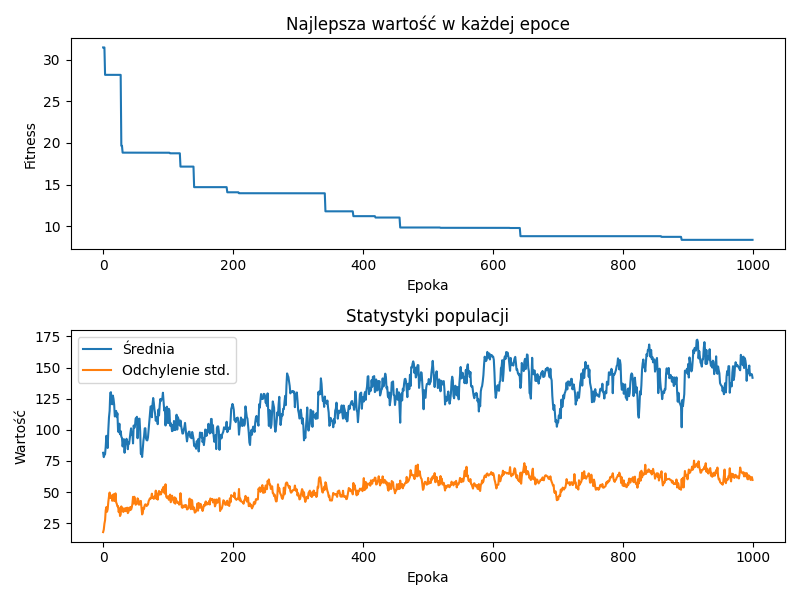 Najlepsza wartość w każdej epoce
30
25
20
15
10
Fitness
0 200 400 600 800 1000
Epoka
Statystyki populacji
175
150
125
100
75
50
25
Wartość
Średnia
Odchylenie std.
0 200 400 600 800 1000
Epoka